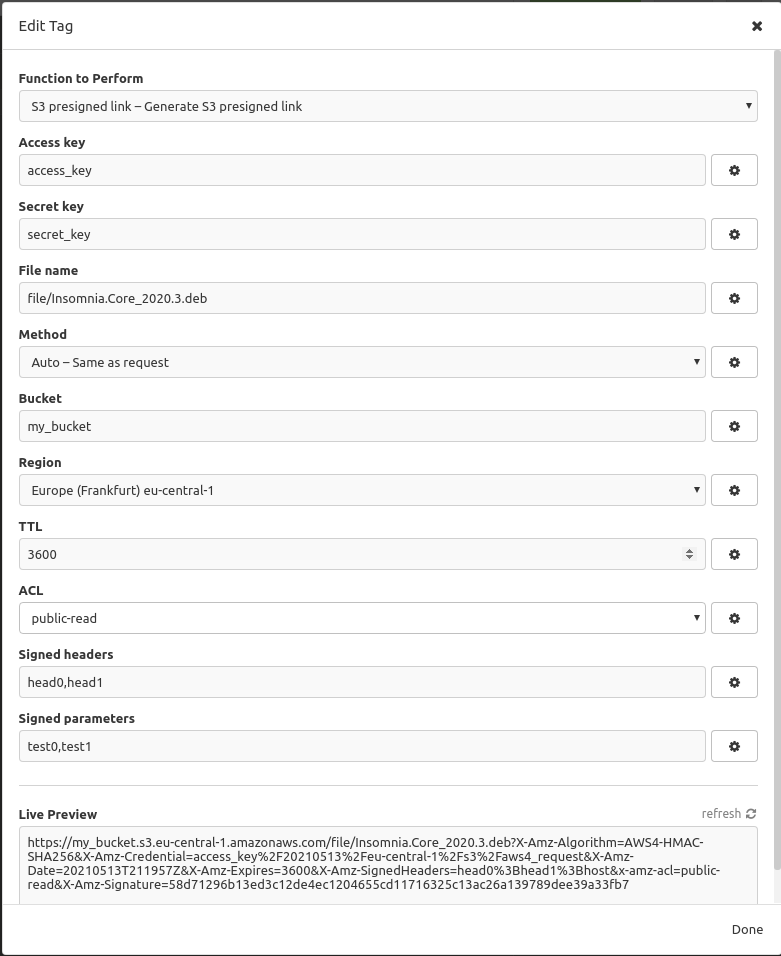 Edit Tag
Function to Perform
S3 presigned link – Generate S3 presigned link
Access key
access_key
Secret key
secret_key
File name
file/Insomnia.Core_2020.3.deb
Method
Auto – Same as request
Bucket
my_bucket
Region
Europe (Frankfurt) eu-central-1
TTL
3600
ACL
public-read
Signed headers
head0,head1
Signed parameters
test0,test1
Live Preview
refresh
https://my_bucket.s3.eu-central-1.amazonaws.com/file/Insomnia.Core_2020.3.deb?X-Amz-Algorithm=AWS4-HMAC-
SHA256&X-Amz-Credential=access_key%2F20210513%2Feu-central-1%2Fs3%2Faws4_request&X-Amz-
Date=20210513T211957Z&X-Amz-Expires=3600&X-Amz-SignedHeaders=head0%3Bhead1%3Bhost&x-amz-acl=public-
read&X-Amz-Signature=58d71296b13ed3c12de4ec1204655cd11716325c13ac26a139789dee39a33fb7
Done